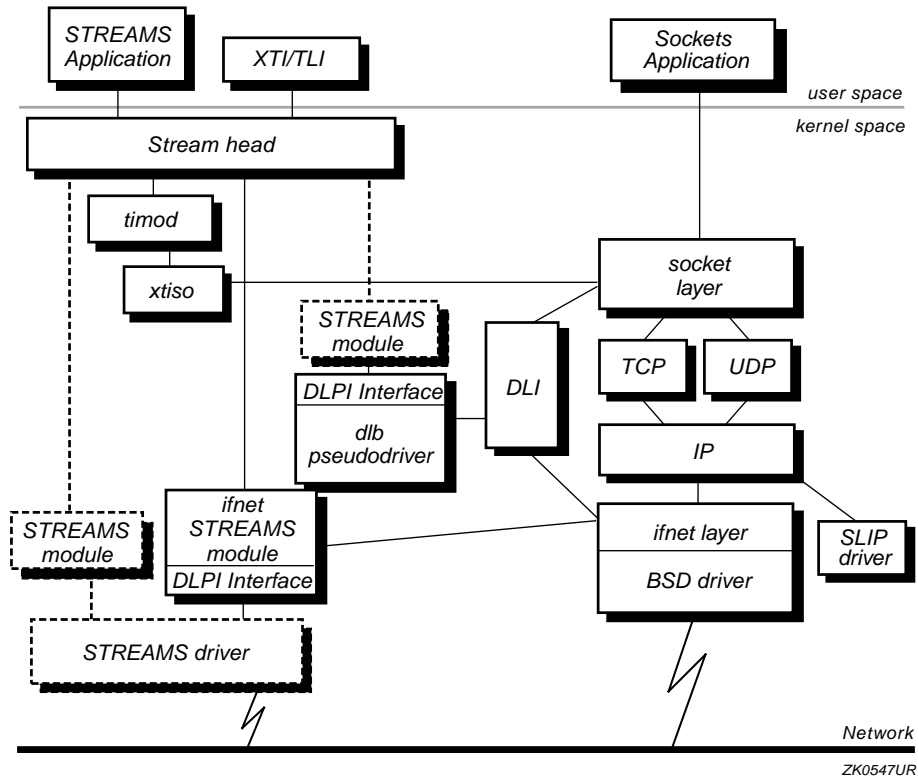 STREAMS
Application
XTI/TLI
Sockets
Application
user space
kernel space
Stream head
timod
xtiso
socket
layer
STREAMS
module
DLPI Interface
dlb
pseudodriver
DLI
TCP
UDP
IP
ifnet
STREAMS
module
DLPI Interface
STREAMS
module
ifnet layer
BSD driver
SLIP
driver
STREAMS driver
Network
ZK0547UR